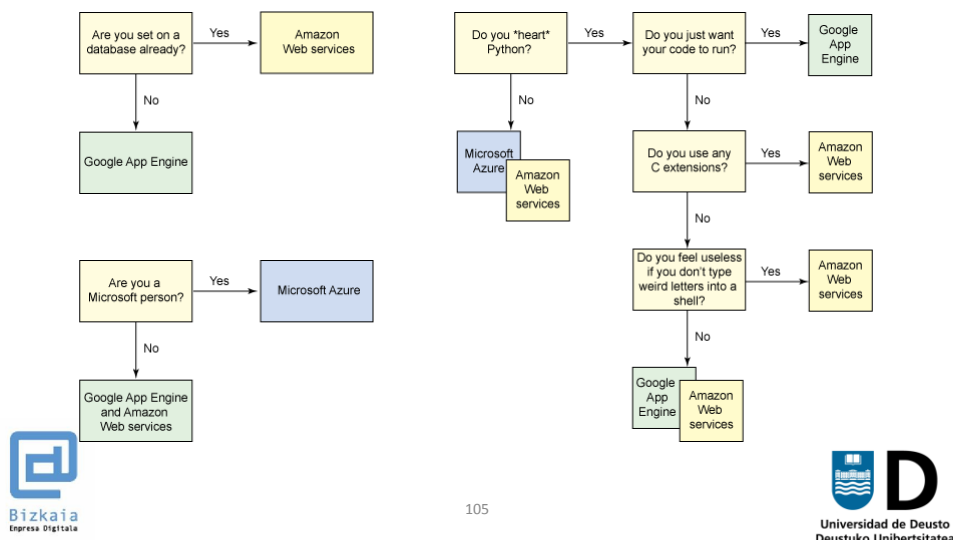 Are you set on a
database already?
Yes
Amazon
Web services
No
Google App Engine
Are you a
Microsoft person?
Yes
Microsoft Azure
No
Google App Engine
and Amazon
Web services
Do you *heart*
Python?
Yes
No
Microsoft
Azure
Amazon
Web
services
Do you just want
your code to run?
Yes
Google
App
Engine
No
Do you use any
C extensions?
Yes
Amazon
Web
services
No
Do you feel useless
if you don't type
weird letters into a
shell?
Yes
Amazon
Web
services
No
Google
App
Engine
Amazon
Web
services
Bizkaia
Enpresa Digitala
105
D
Universidad de Deusto
Deustuko Unibertsitatea